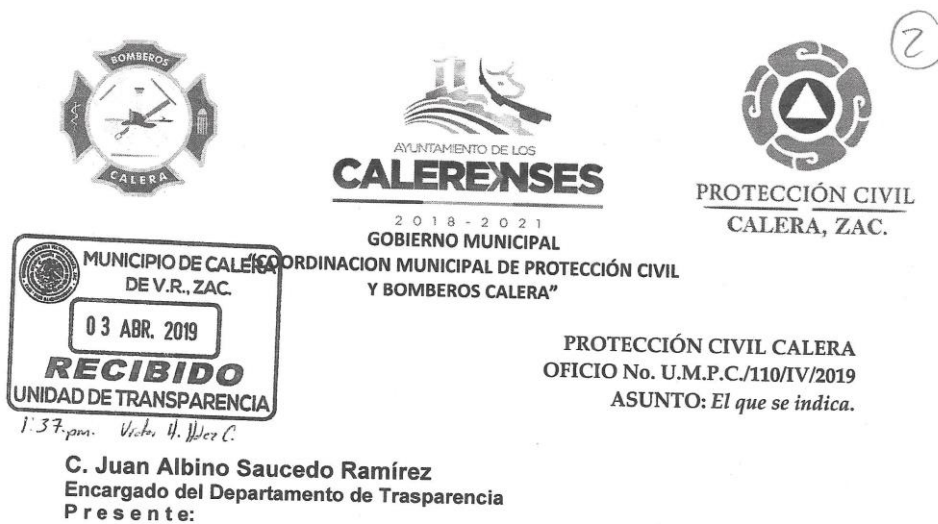 2
BOMBEROS
CALERA
AYUNTAMIENTO DE LOS
CALERENSES
2018-2021
GOBIERNO MUNICIPAL
"COORDINACION MUNICIPAL DE PROTECCIÓN CIVIL
Y BOMBEROS CALERA"
PROTECCIÓN CIVIL
CALERA, ZAC.
MUNICIPIO DE CALERA
DE V.R., ZAC.
03 ABR. 2019
RECIBIDO
UNIDAD DE TRANSPARENCIA
1:37 pm. Victor H.
PROTECCIÓN CIVIL CALERA
OFICIO No. U.M.P.C./110/IV/2019
ASUNTO: El que se indica.
C. Juan Albino Saucedo Ramírez
Encargado del Departamento de Trasparencia
P r e s e n t e: